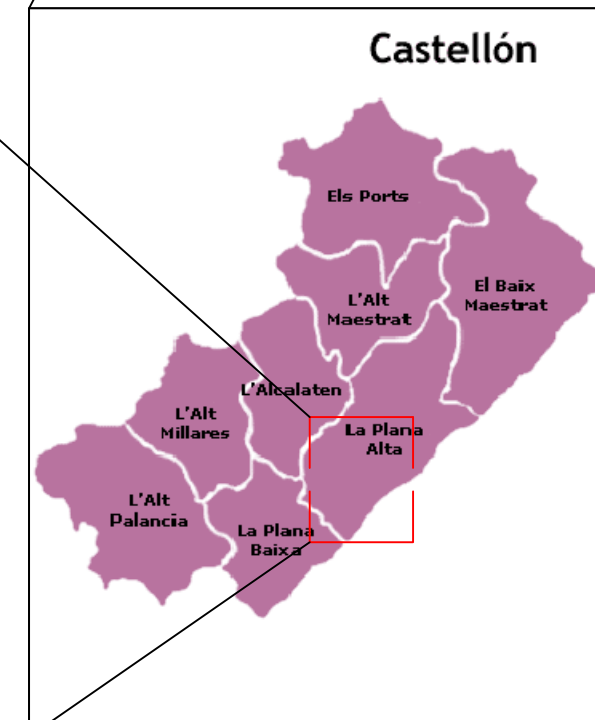 Castellón
Els Ports
El Baix
Maestrat
L'Alt
Maestrat
L'Alcalaten
L'Alt
Millares
La Plana
Alta
L'Alt
Palancia
La Plana
Baixa